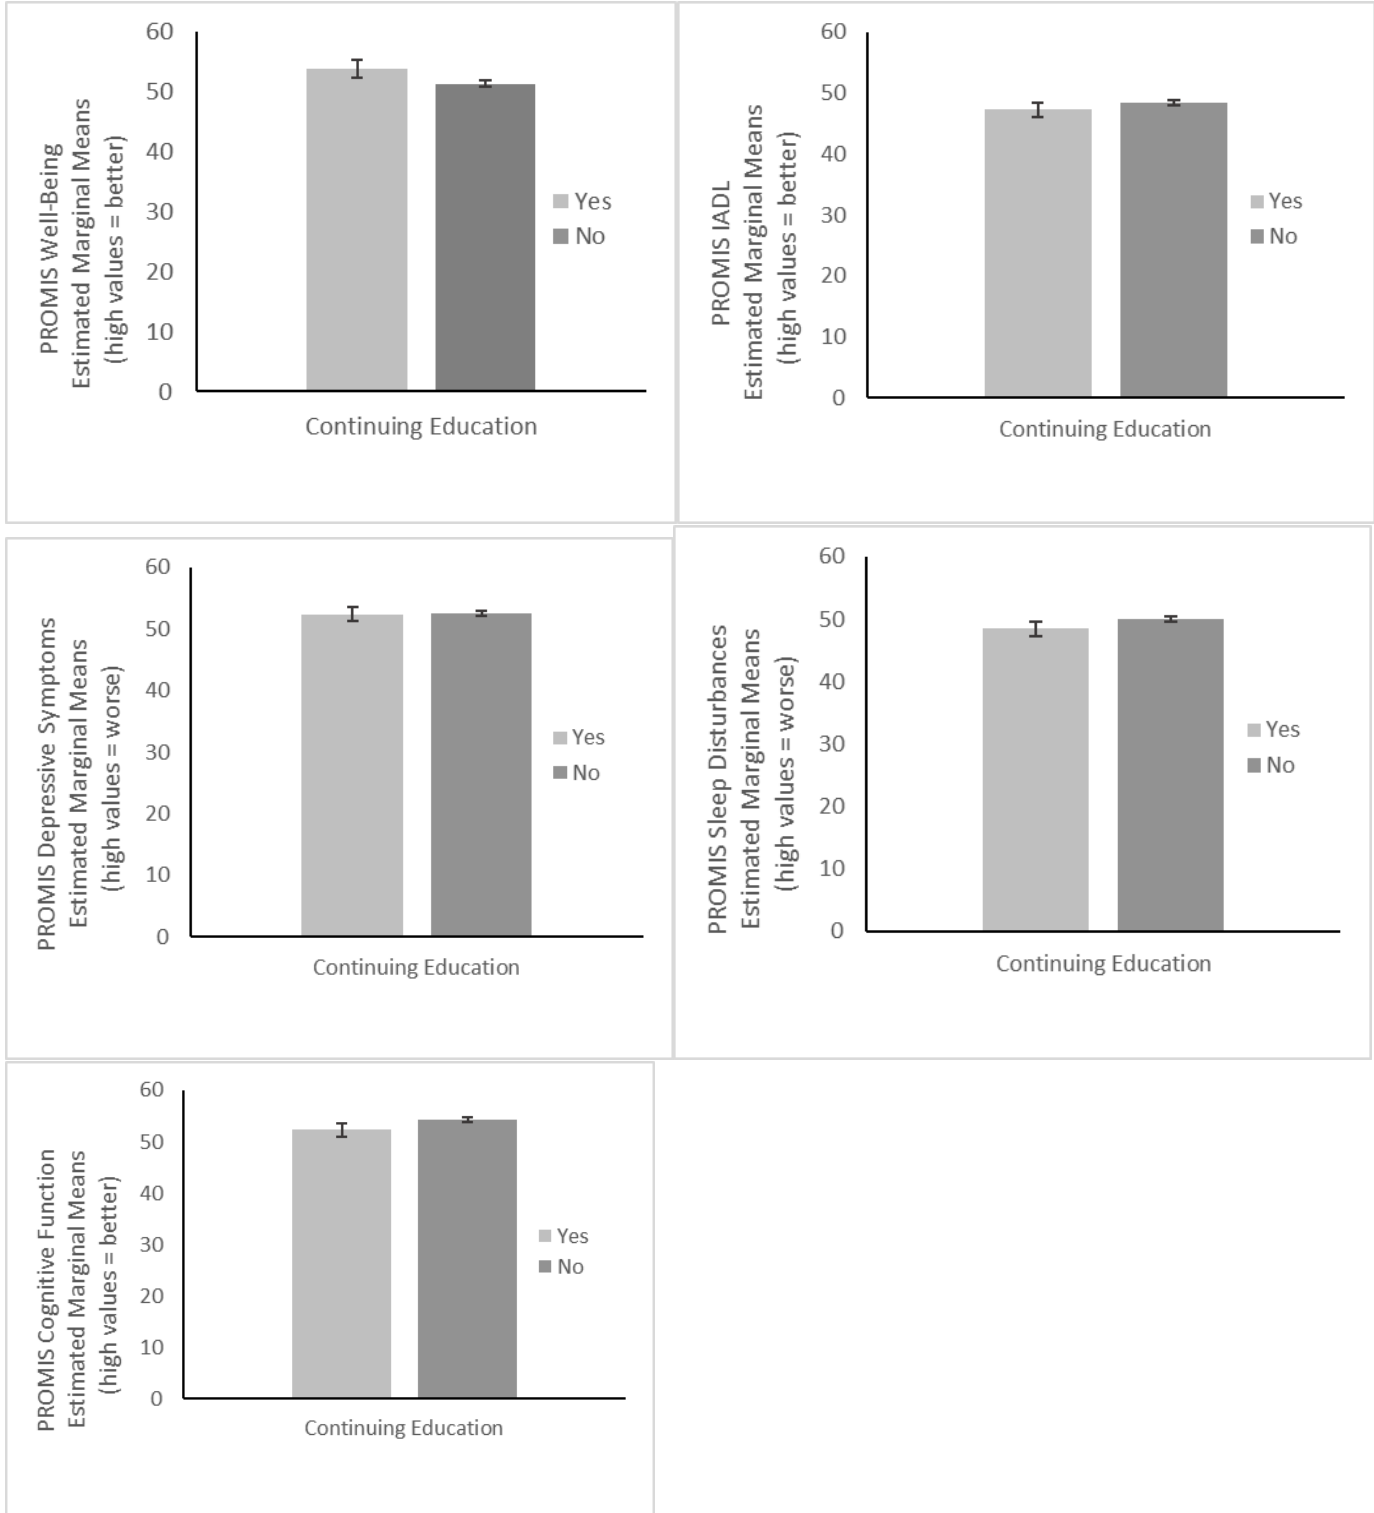 PROMIS Well-Being
Estimated Marginal Means
(high values = better)
60
50
40
30
20
10
0
Yes
No
Continuing Education
PROMIS IADL
Estimated Marginal Means
(high values = better)
60
50
40
30
20
10
0
Yes
No
Continuing Education
PROMIS Depressive Symptoms
Estimated Marginal Means
(high values = worse)
60
50
40
30
20
10
0
Yes
No
Continuing Education
PROMIS Sleep Disturbances
Estimated Marginal Means
(high values = worse)
60
50
40
30
20
10
0
Yes
No
Continuing Education
PROMIS Cognitive Function
Estimated Marginal Means
(high values = better)
60
50
40
30
20
10
0
Yes
No
Continuing Education